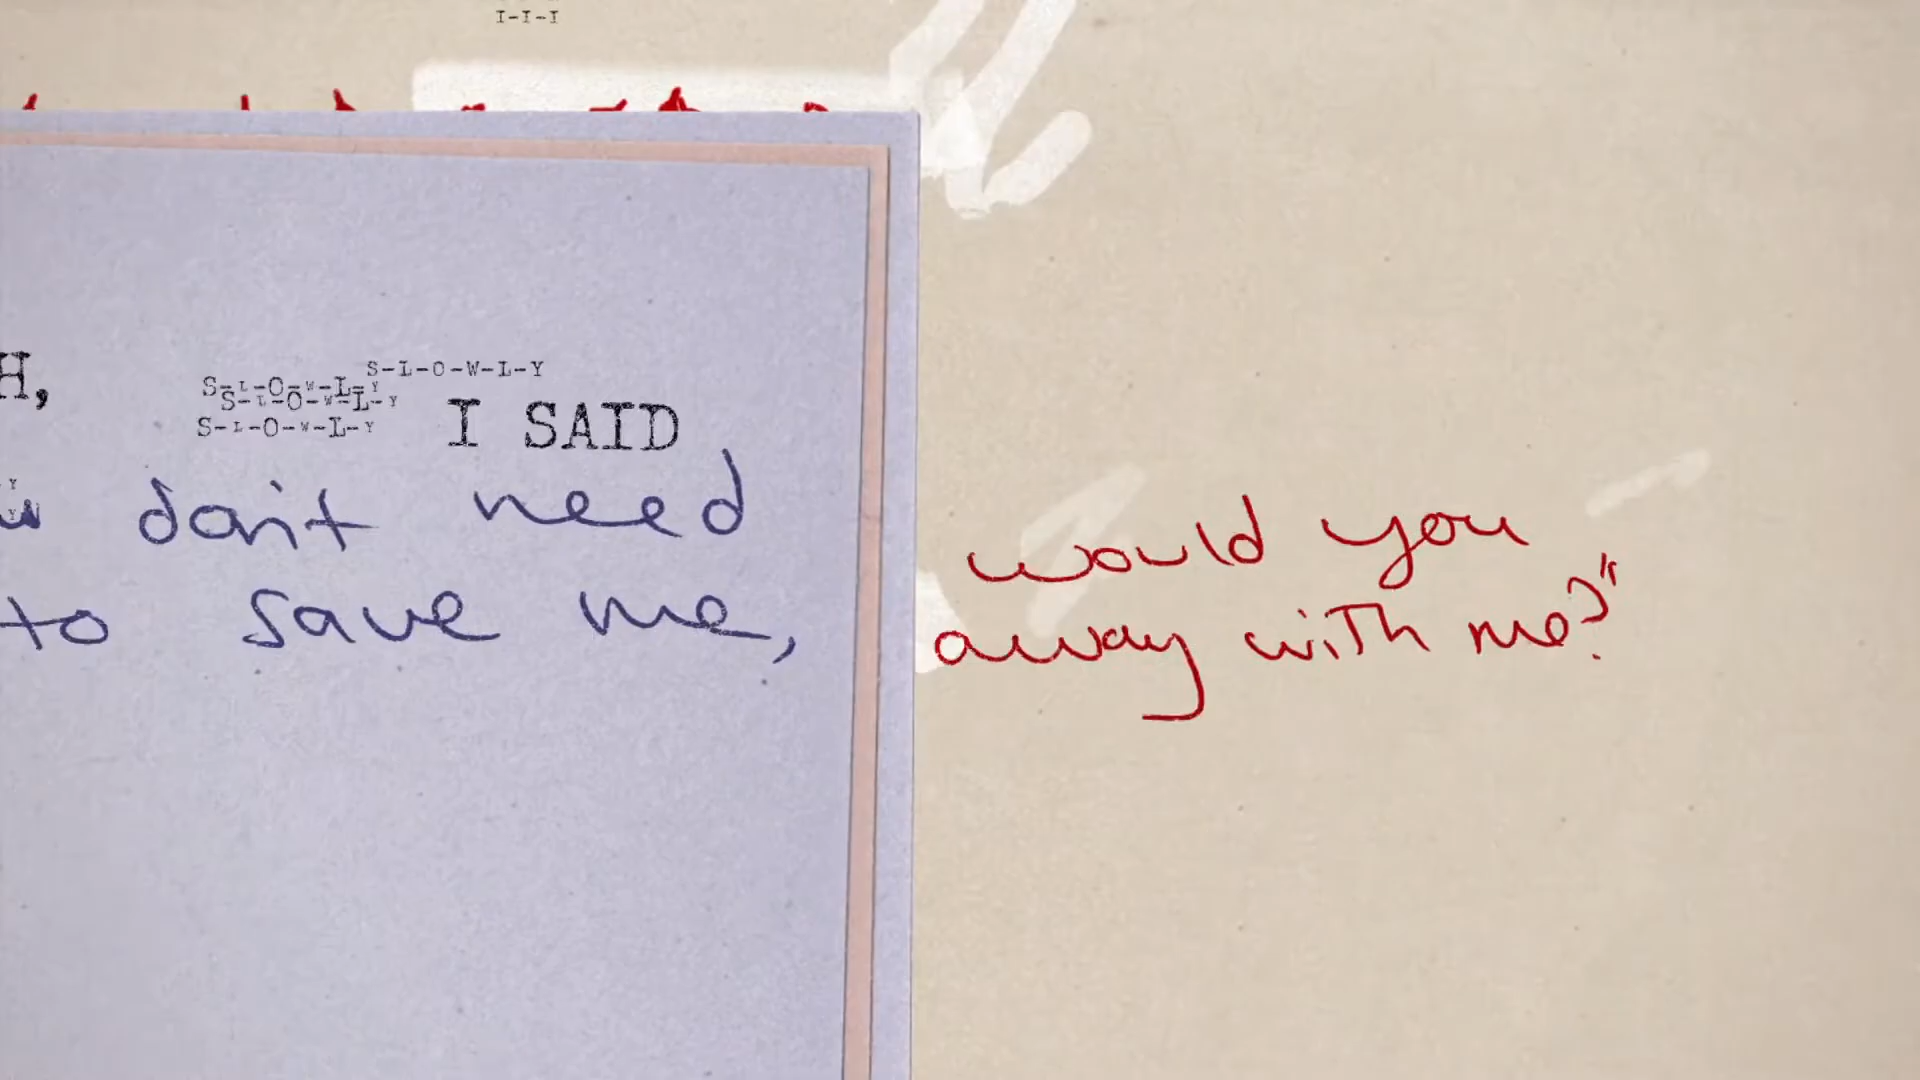 I-I-I
H,
S-L-O-W-L-Y
S-L-O-W-L-Y
S-L-O-W-L-Y
S-L-O-W-L-Y
I SAID
don't need
to save me,
would you
away with me?"